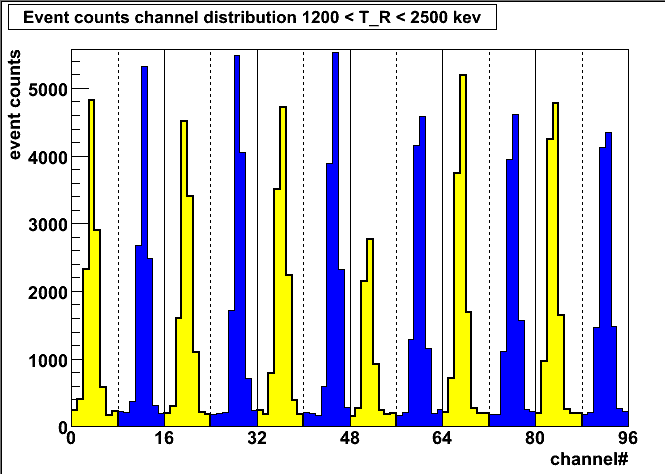 Event counts channel distribution 1200 < T_R < 2500 kev
event counts
5000
4000
3000
2000
1000
0
0 16 32 48 64 80 96
channel#